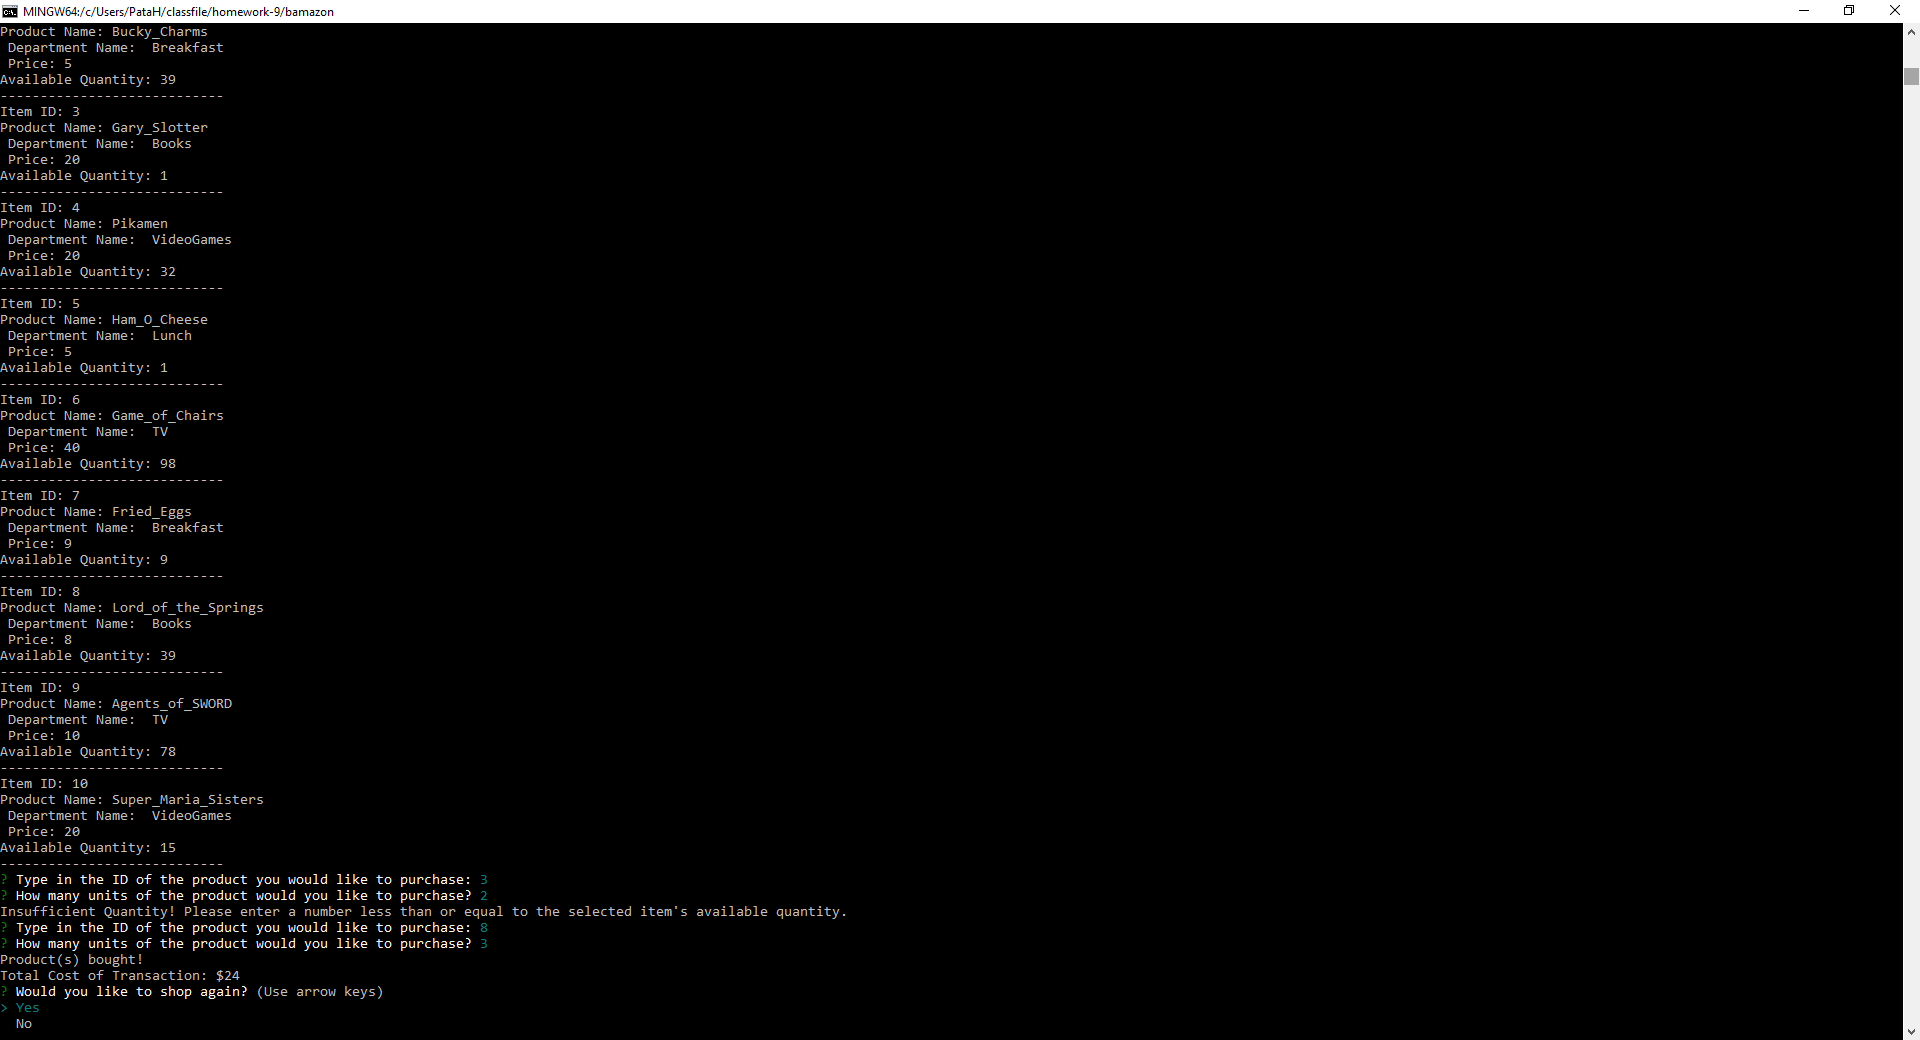 MINGW64:/c/Users/PataH/classfile/homework-9/bamazon
Product Name: Bucky_Charms
 Department Name:  Breakfast
 Price: 5
Available Quantity: 39
----------------------------
Item ID: 3
Product Name: Gary_Slotter
 Department Name:  Books
 Price: 20
Available Quantity: 1
----------------------------
Item ID: 4
Product Name: Pikamen
 Department Name:  VideoGames
 Price: 20
Available Quantity: 32
----------------------------
Item ID: 5
Product Name: Ham_O_Cheese
 Department Name:  Lunch
 Price: 5
Available Quantity: 1
----------------------------
Item ID: 6
Product Name: Game_of_Chairs
 Department Name:  TV
 Price: 40
Available Quantity: 98
----------------------------
Item ID: 7
Product Name: Fried_Eggs
 Department Name:  Breakfast
 Price: 9
Available Quantity: 9
----------------------------
Item ID: 8
Product Name: Lord_of_the_Springs
 Department Name:  Books
 Price: 8
Available Quantity: 39
----------------------------
Item ID: 9
Product Name: Agents_of_SWORD
 Department Name:  TV
 Price: 10
Available Quantity: 78
----------------------------
Item ID: 10
Product Name: Super_Maria_Sisters
 Department Name:  VideoGames
 Price: 20
Available Quantity: 15
----------------------------
? Type in the ID of the product you would like to purchase: 3
? How many units of the product would you like to purchase? 2
Insufficient Quantity! Please enter a number less than or equal to the selected item's available quantity.
? Type in the ID of the product you would like to purchase: 8
? How many units of the product would you like to purchase? 3
Product(s) bought!
Total Cost of Transaction: $24
? Would you like to shop again? (Use arrow keys)
> Yes
  No